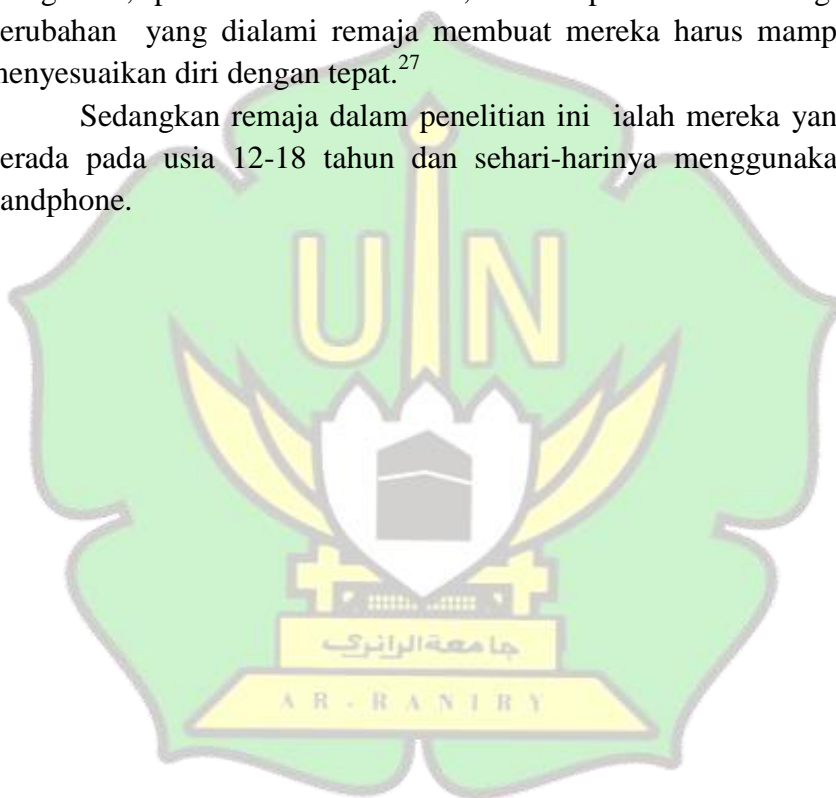 erubahan yang dialami remaja membuat mereka harus mamp
nenyesuaikan diri dengan tepat.27
Sedangkan remaja dalam penelitian ini ialah mereka yan
erada pada usia 12-18 tahun dan sehari-harinya menggunaka
andphone.
UIN
جامعة الرانري
AR-RANIRY